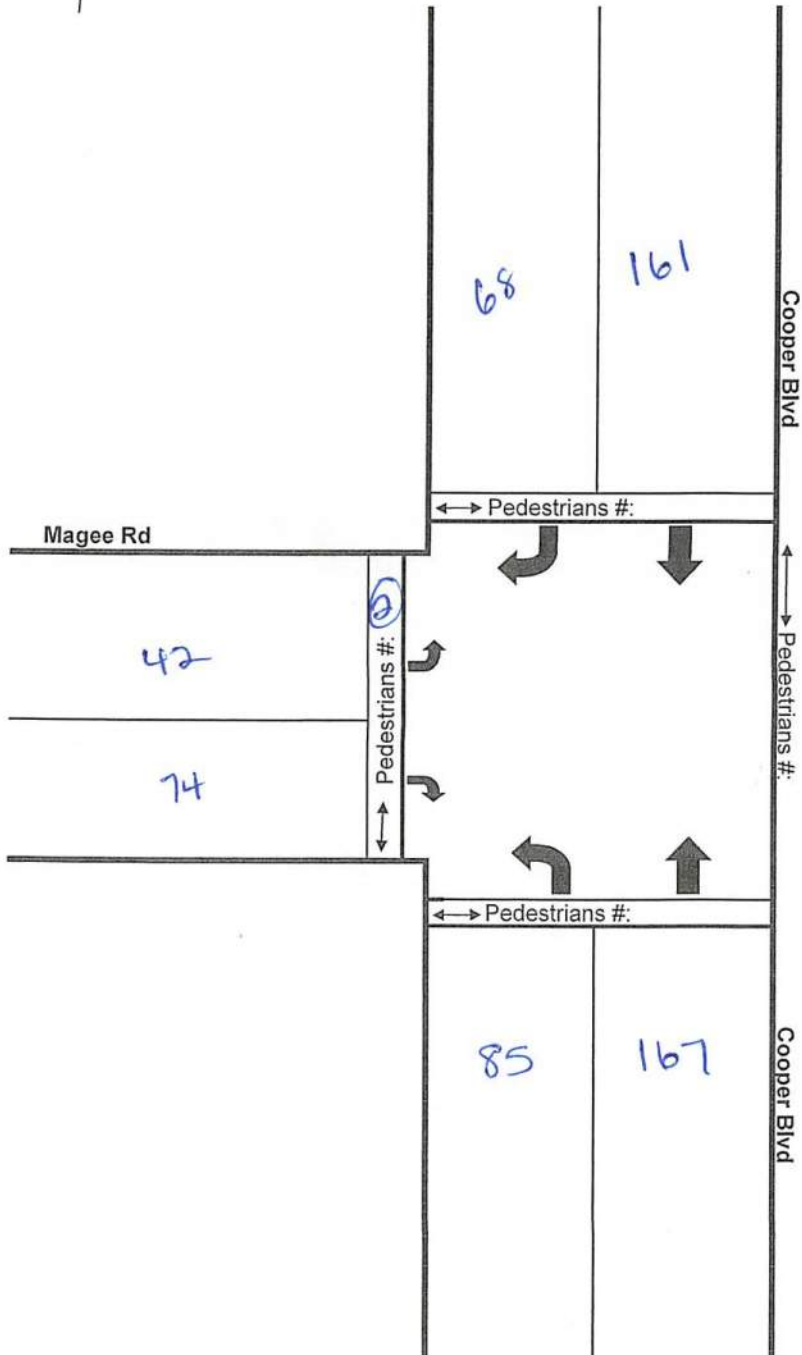 68
161
Cooper Blvd
Pedestrians #:
Magee Rd
42
2
Pedestrians #:
Pedestrians #:
74
Pedestrians #:
85
167
Cooper Blvd